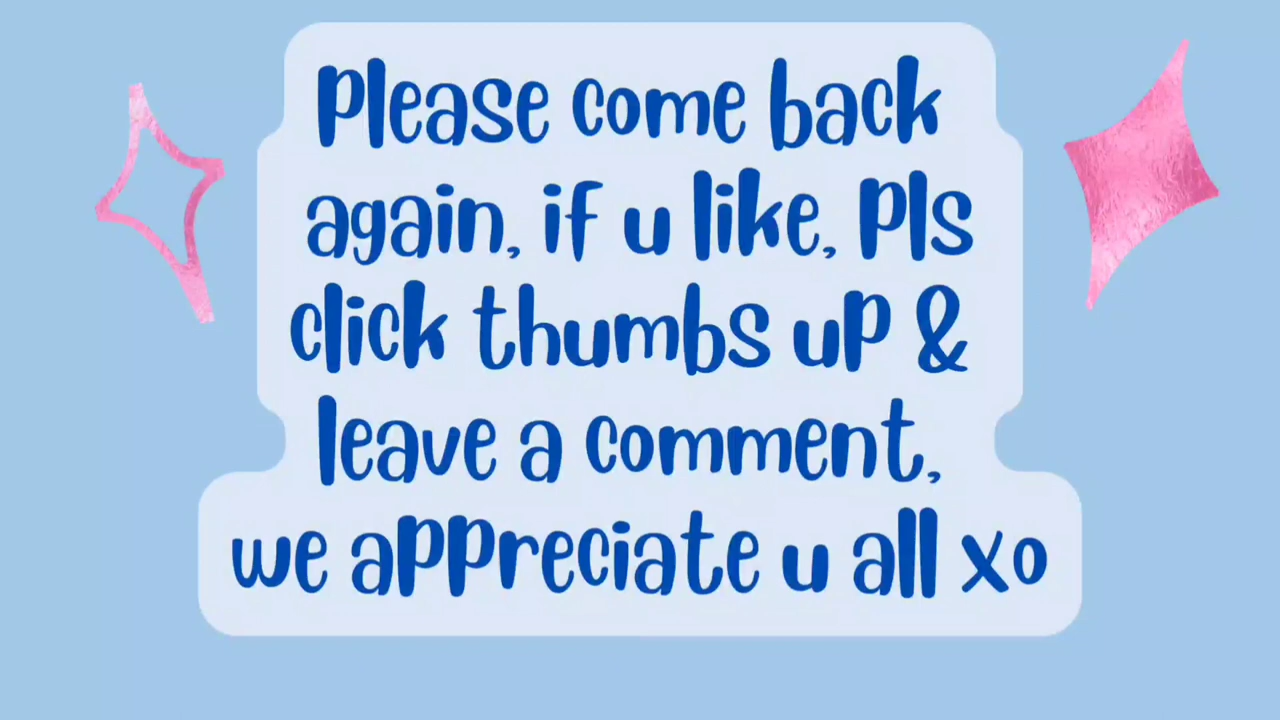 Please come back
again, if u like, Pls
click thumbs up &
leave a comment,
we appreciate u all xo